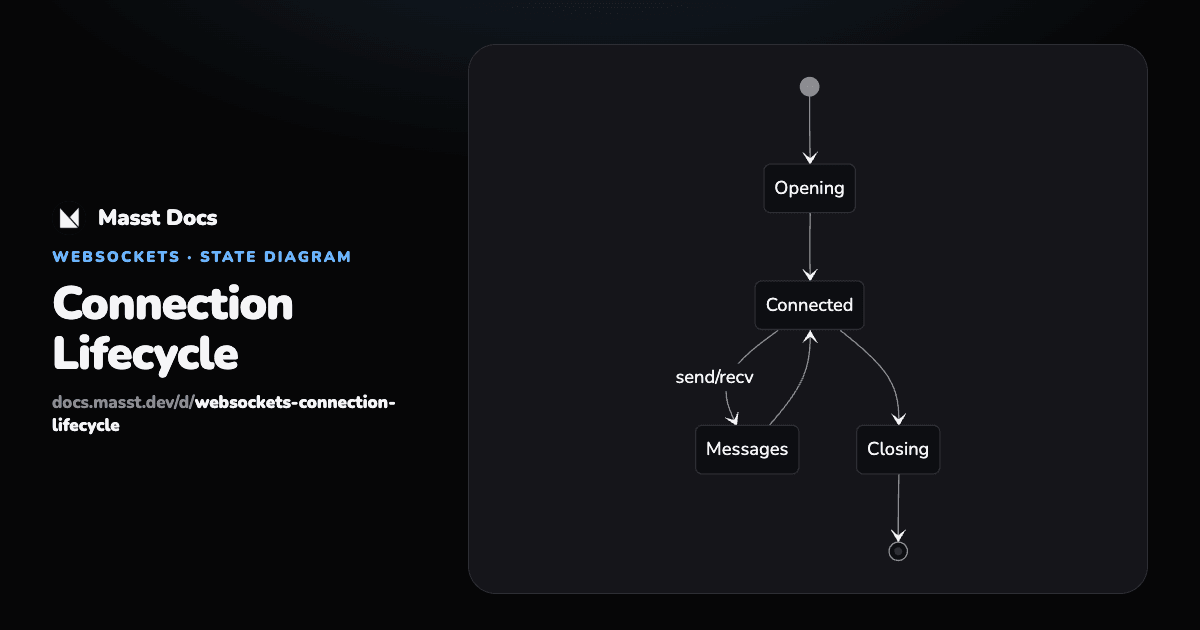 Masst Docs
WEBSOCKETS · STATE DIAGRAM
Connection
Lifecycle
docs.masst.dev/d/websockets-connection-
lifecycle
Opening
Connected
send/recv
Messages
Closing